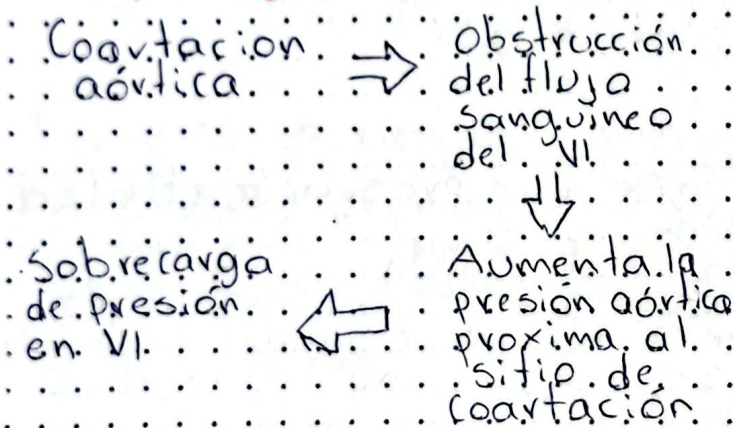 Coartacion
aórtica
Obstrucción
del flujo
sanguineo
del VI
Aumenta la
presión aórtica
proxima al
sitio de
coartación
Sobrecarga
de presión
en VI